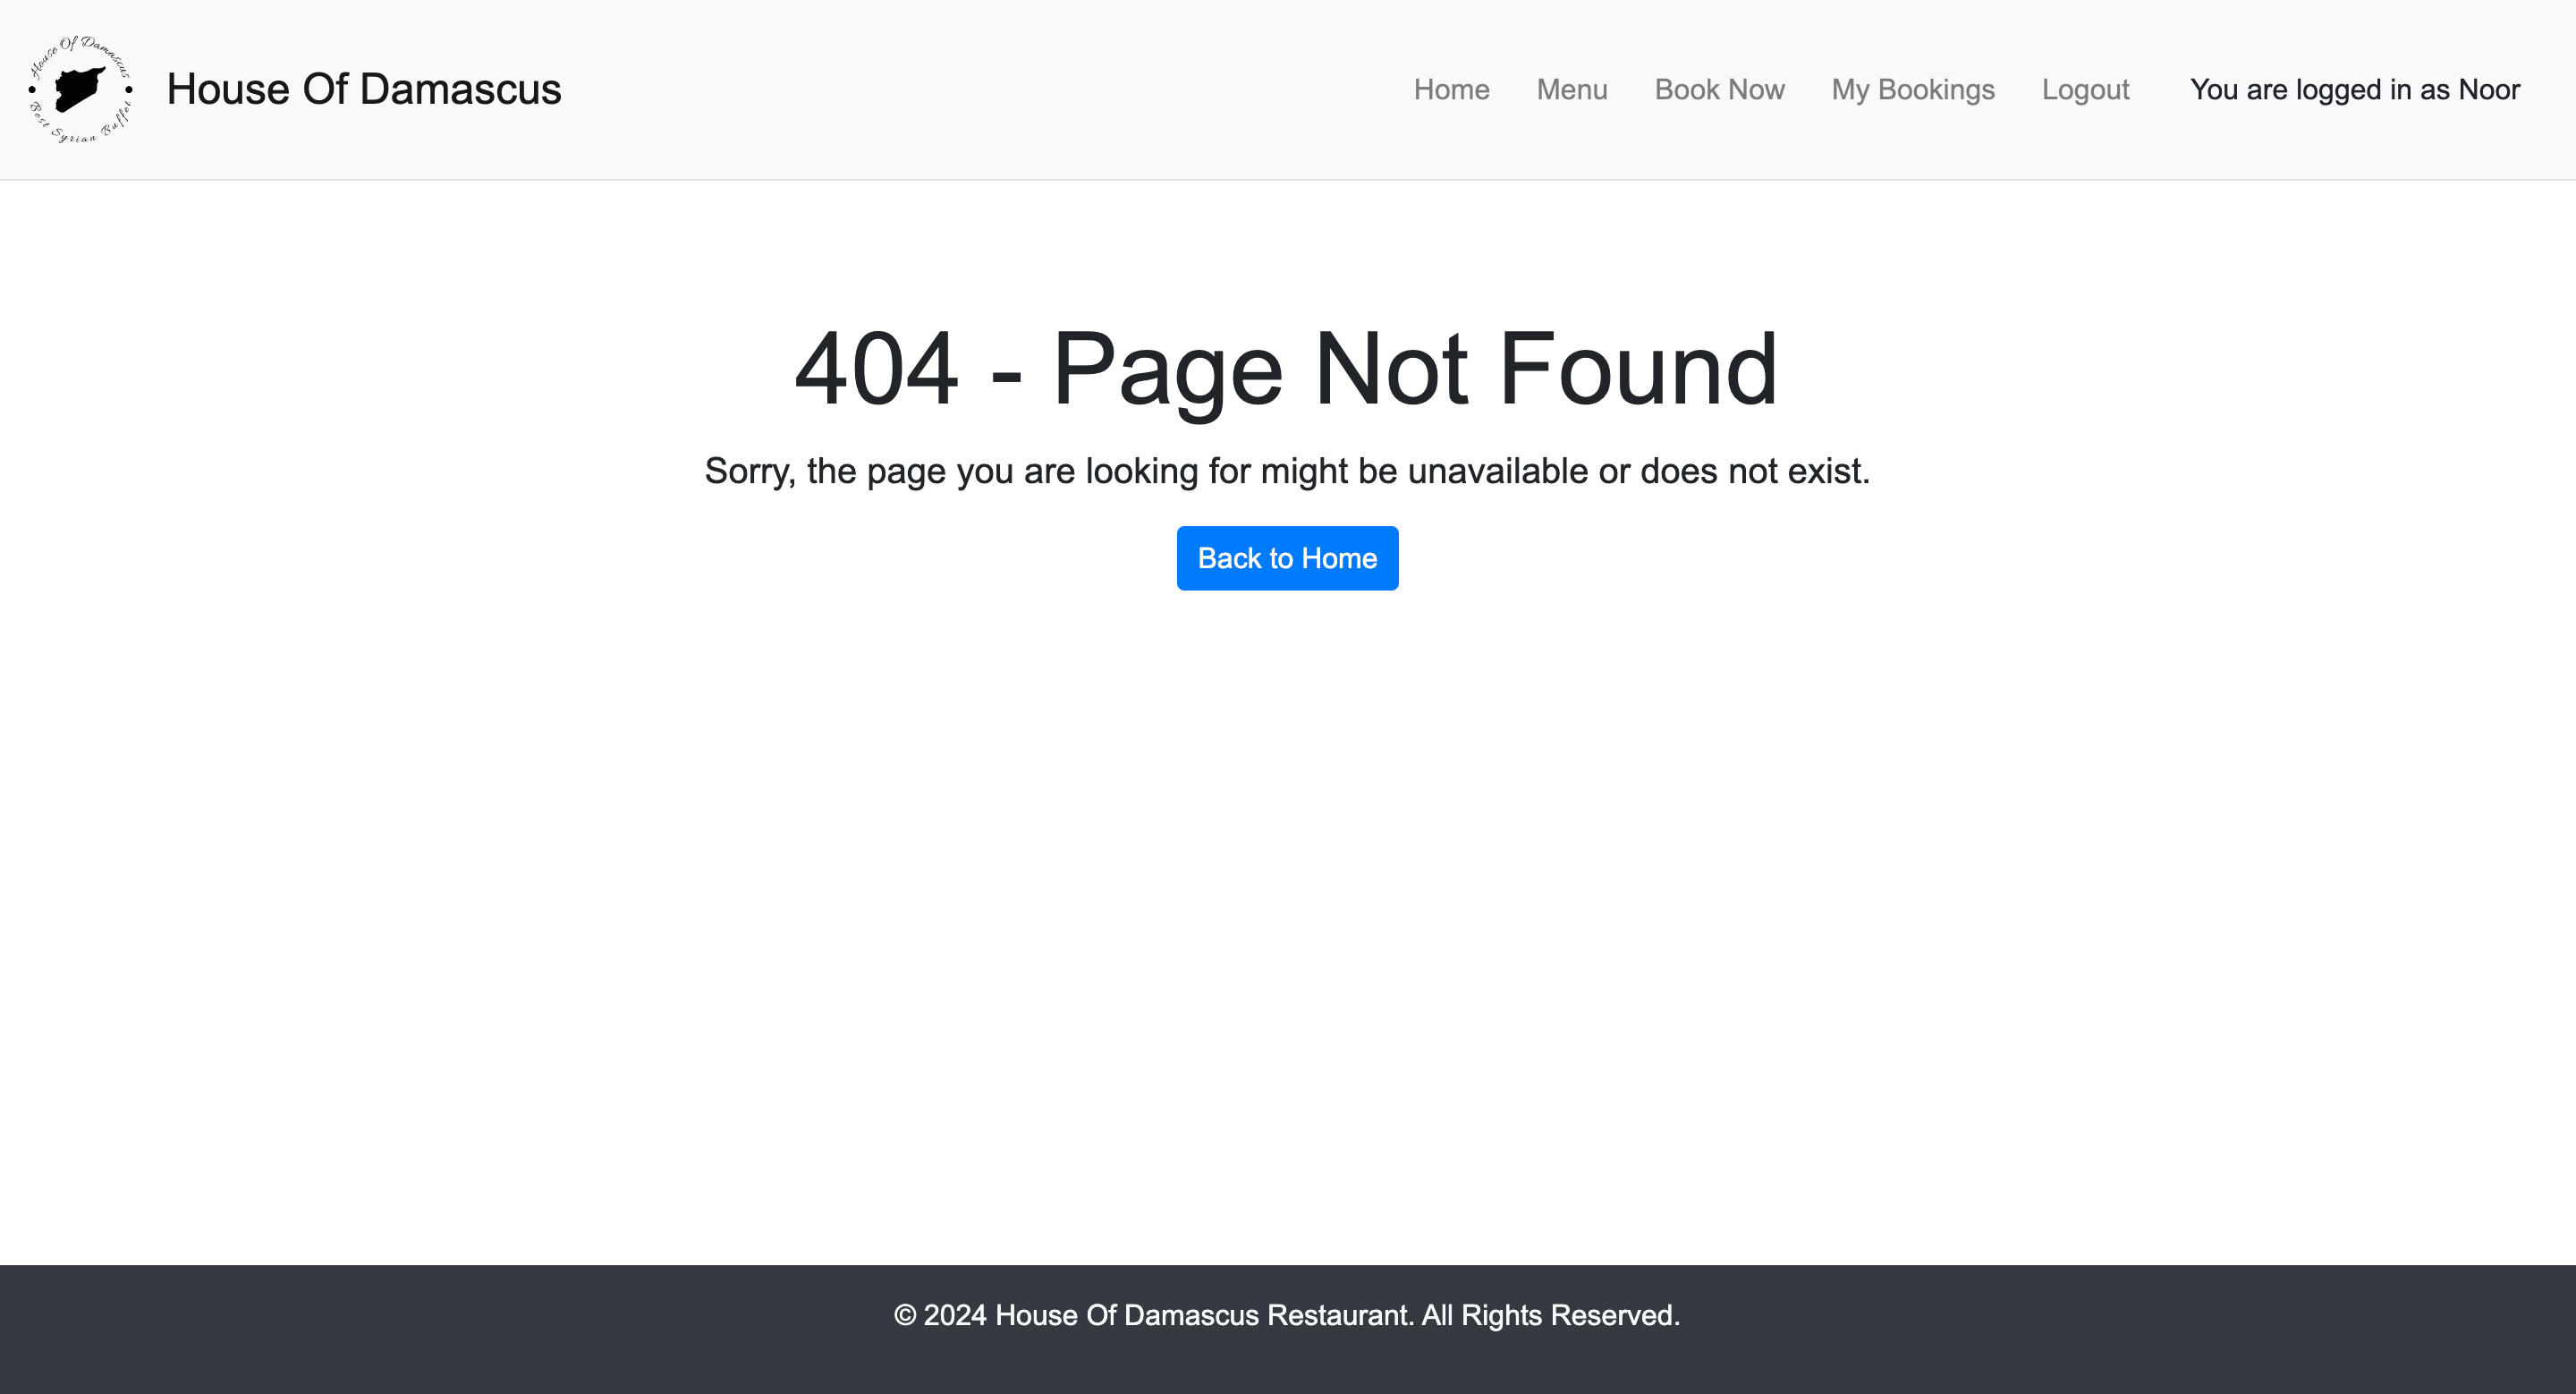 House Of Damascus
Best Syrian Buffet
House Of Damascus
Home Menu Book Now My Bookings Logout You are logged in as Noor
404 - Page Not Found
Sorry, the page you are looking for might be unavailable or does not exist.
Back to Home
© 2024 House Of Damascus Restaurant. All Rights Reserved.